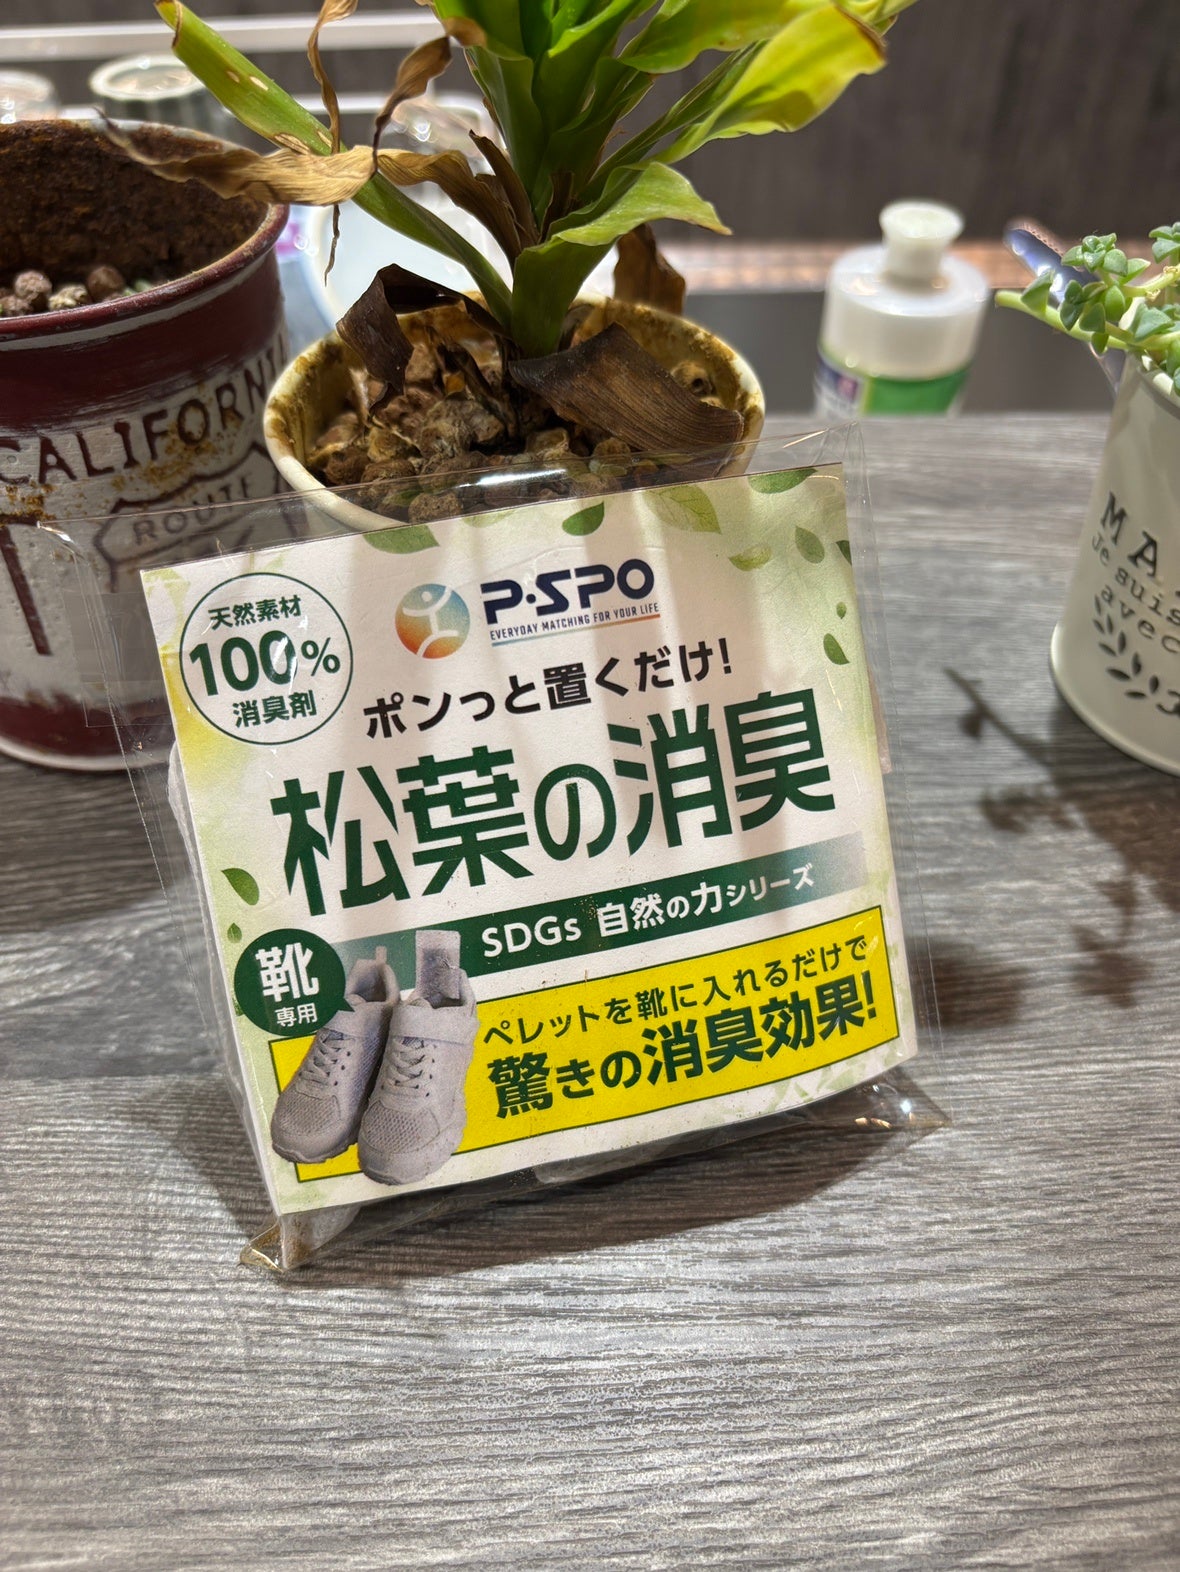 CALIFORNI
ROUTE
天然素材
100%
消臭剤
P·SPO
EVERYDAY MATCHING FOR YOUR LIFE
ポンっと置くだけ!
松葉の消臭
SDGs 自然の力シリーズ
靴
専用
ペレットを靴に入れるだけで
驚きの消臭効果!
MA
Je suis
avec